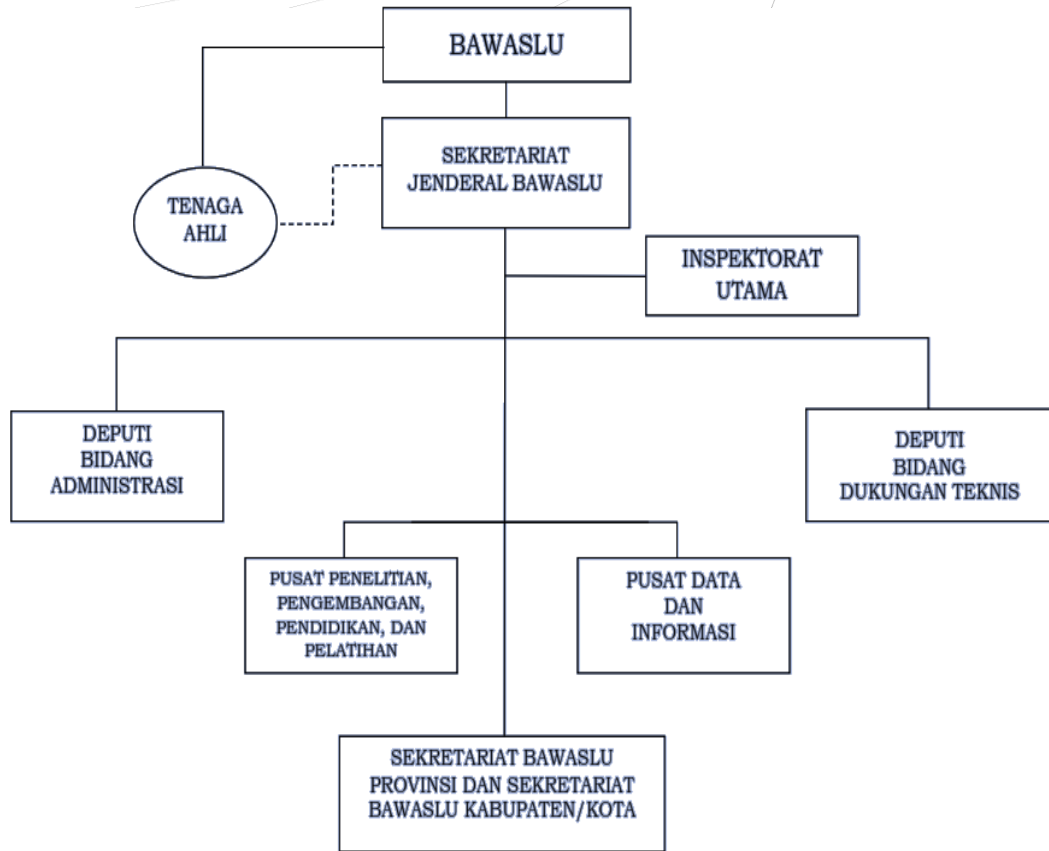 BAWASLU
SEKRETARIAT
JENDERAL BAWASLU
TENAGA
AHLI
INSPEKTORAT
UTAMA
DEPUTI
BIDANG
ADMINISTRASI
DEPUTI
BIDANG
DUKUNGAN TEKNIS
PUSAT PENELITIAN,
PENGEMBANGAN,
PENDIDIKAN, DAN
PELATIHAN
PUSAT DATA
DAN
INFORMASI
SEKRETARIAT BAWASLU
PROVINSI DAN SEKRETARIAT
BAWASLU KABUPATEN/KOTA